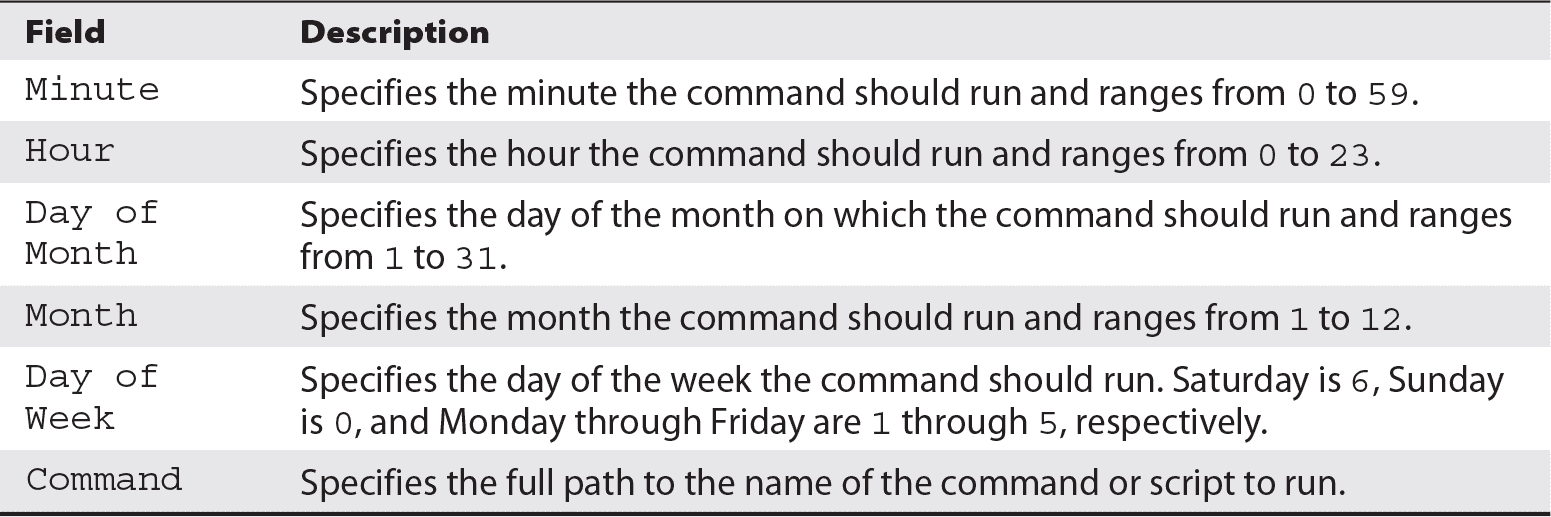 Field Description
Minute Specifies the minute the command should run and ranges from 0 to 59.
Hour Specifies the hour the command should run and ranges from 0 to 23.
Day of Month Specifies the day of the month on which the command should run and ranges
from 1 to 31.
Month Specifies the month the command should run and ranges from 1 to 12.
Day of Week Specifies the day of the week the command should run. Saturday is 6, Sunday
is 0, and Monday through Friday are 1 through 5, respectively.
Command Specifies the full path to the name of the command or script to run.